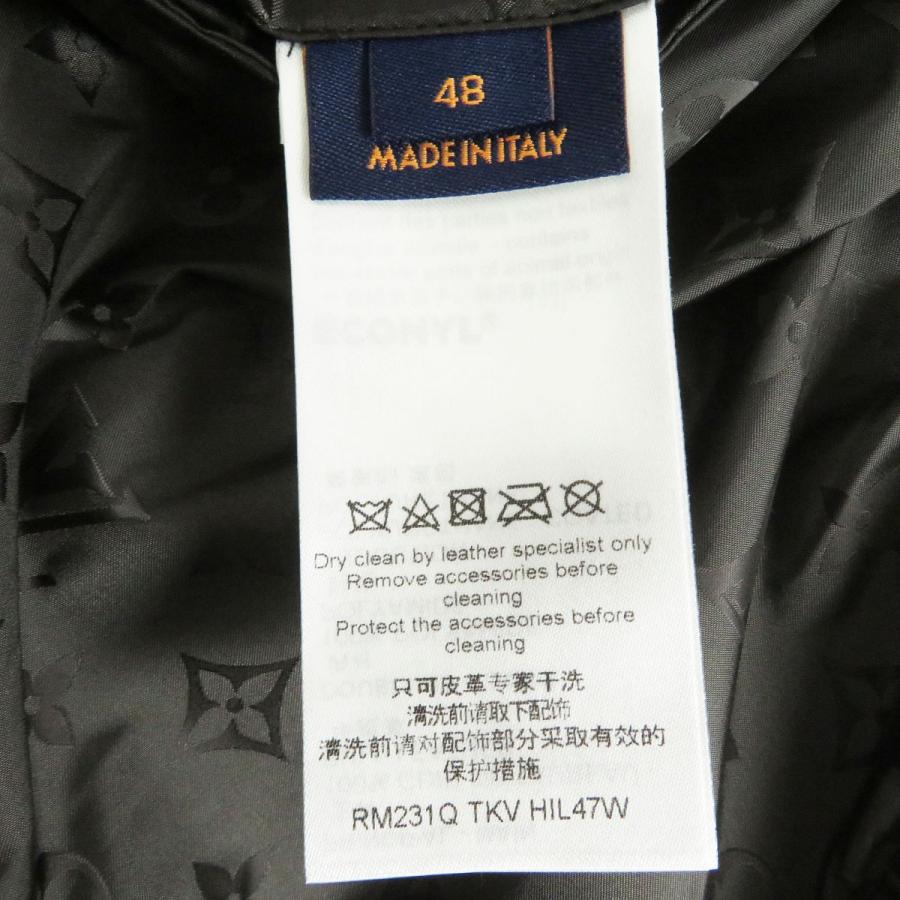 48
MADE IN ITALY
ECONYL®
Dry clean by leather specialist only
Remove accessories before
cleaning
Protect the accessories before
cleaning
只可皮革专家干洗
清洗前请取下配饰
清洗前请对配饰部分采取有效的
保护措施
RM231Q TKV HIL47W